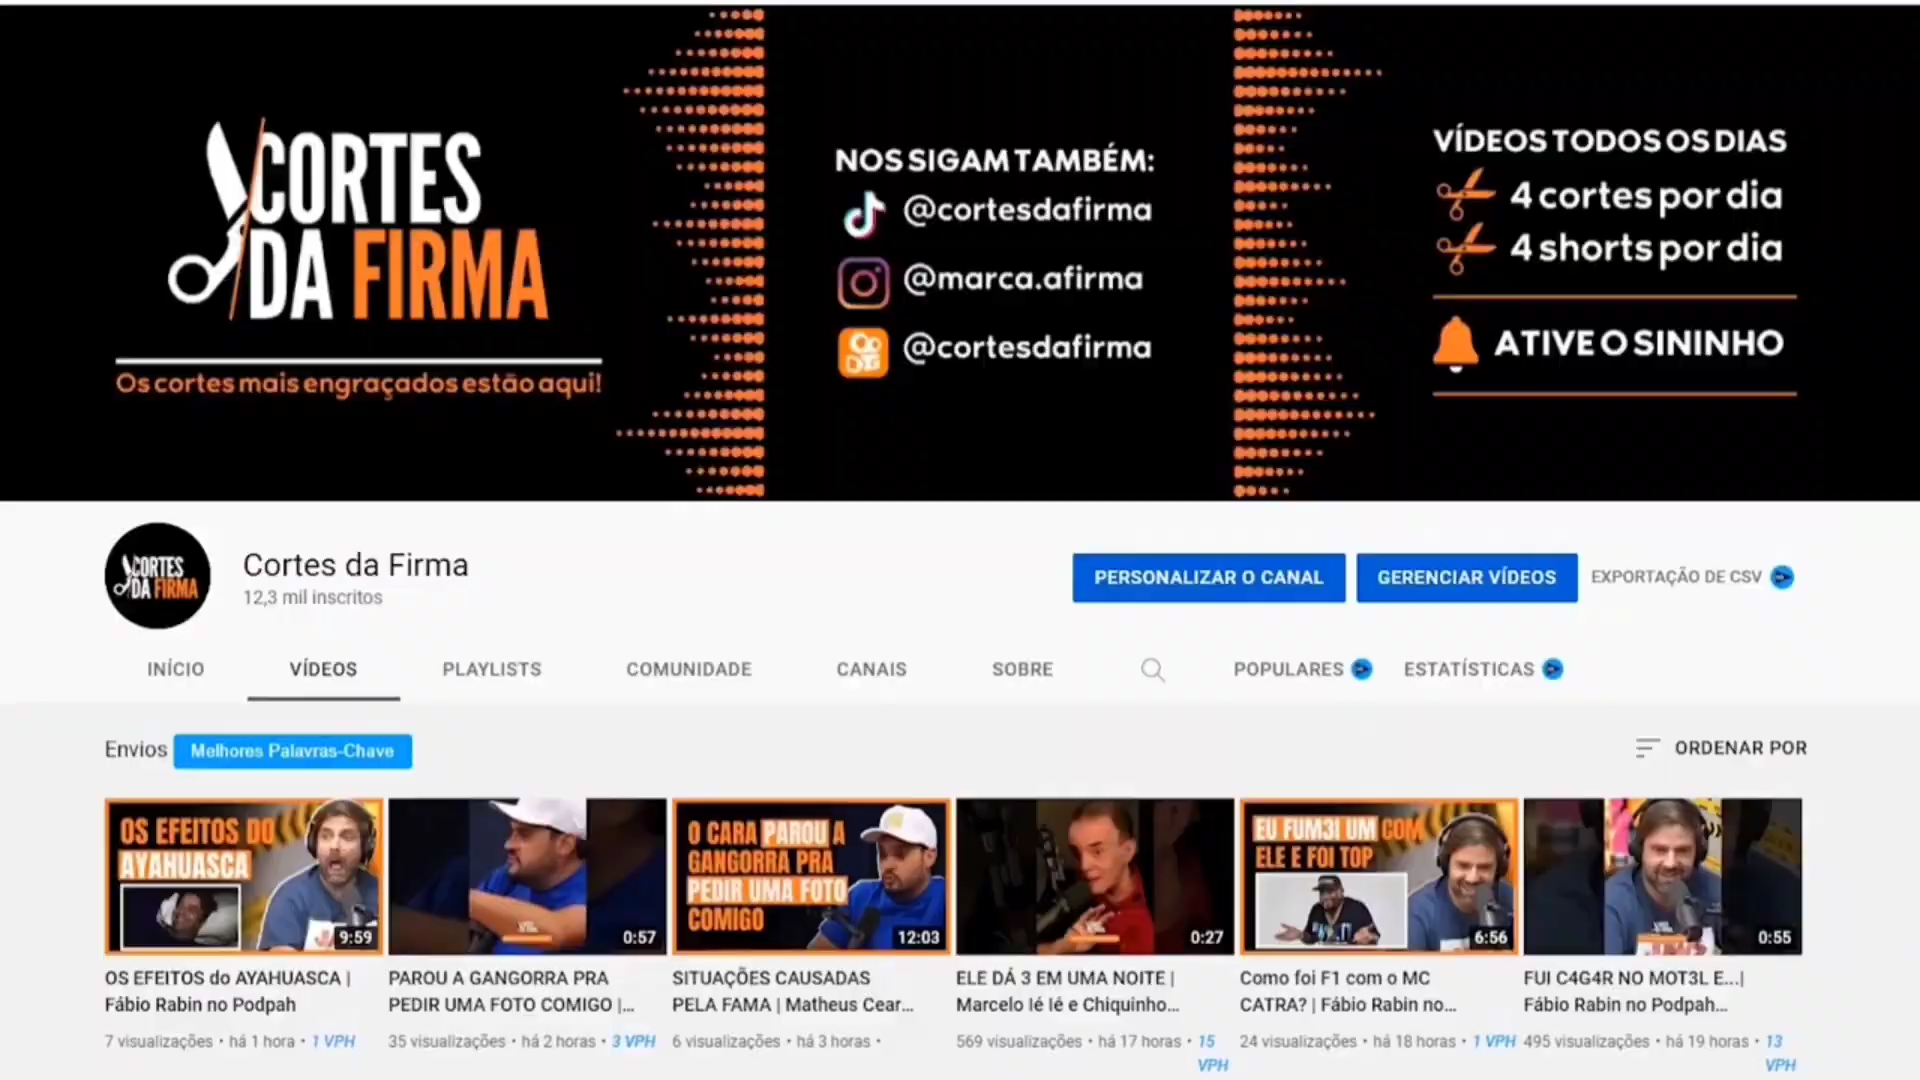 CORTES
DA FIRMA
Os cortes mais engraçados estão aqui!
NOS SIGAM TAMBÉM:
@cortesdafirma
@marca.afirma
@cortesdafirma
VÍDEOS TODOS OS DIAS
4 cortes por dia
4 shorts por dia
ATIVE O SININHO
CORTES
DA FIRMA
Cortes da Firma
12,3 mil inscritos
PERSONALIZAR O CANAL
GERENCIAR VÍDEOS
EXPORTAÇÃO DE CSV
INÍCIO
VÍDEOS
PLAYLISTS
COMUNIDADE
CANAIS
SOBRE
POPULARES
ESTATÍSTICAS
Envios
Melhores Palavras-Chave
ORDENAR POR
OS EFEITOS DO
AYAHUASCA
9:59
0:57
O CARA PAROU A
GANGORRA PRA
PEDIR UMA FOTO
COMIGO
12:03
0:27
EU FUM3I UM COM
ELE E FOI TOP
6:56
0:55
OS EFEITOS do AYAHUASCA |
Fábio Rabin no Podpah
7 visualizações • há 1 hora • 1 VPH
PAROU A GANGORRA PRA
PEDIR UMA FOTO COMIGO |...
35 visualizações • há 2 horas • 3 VPH
SITUAÇÕES CAUSADAS
PELA FAMA | Matheus Cear...
6 visualizações • há 3 horas •
ELE DÁ 3 EM UMA NOITE |
Marcelo Ié Ié e Chiquinho...
569 visualizações • há 17 horas • 15
VPH
Como foi F1 com o MC
CATRA? | Fábio Rabin no...
24 visualizações • há 18 horas • 1 VPH
FUI C4G4R NO MOT3L E...|
Fábio Rabin no Podpah...
495 visualizações • há 19 horas • 13
VPH